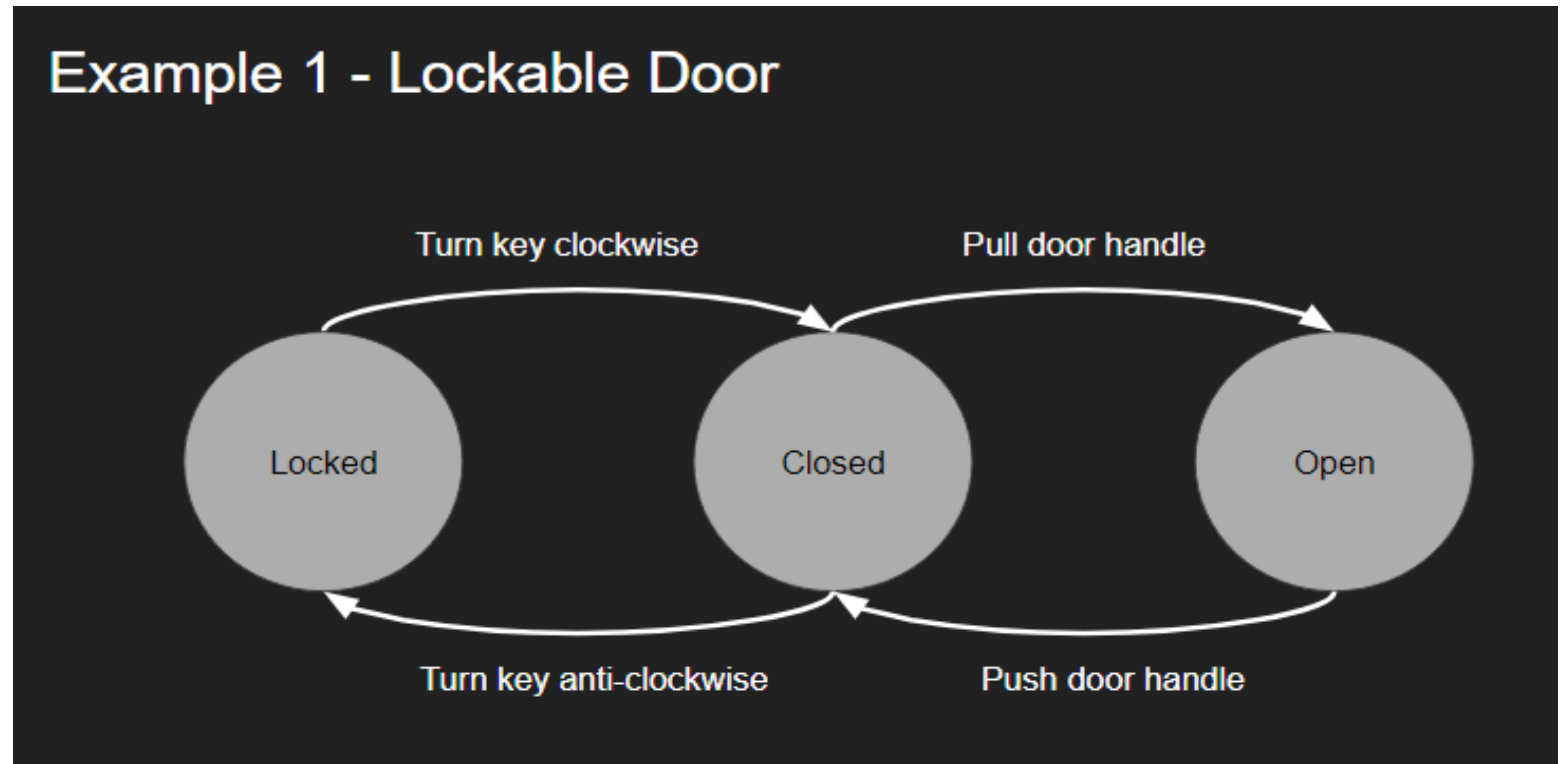 Example 1 - Lockable Door
Turn key clockwise
Pull door handle
Locked
Closed
Open
Turn key anti-clockwise
Push door handle